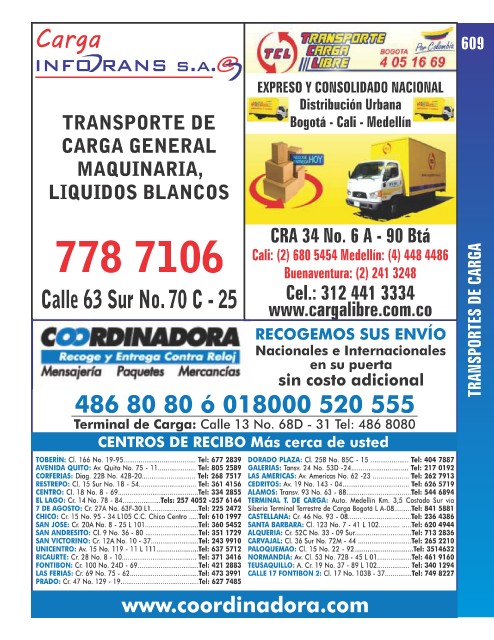 609
TRANSPORTES DE CARGA
Carga
INFOTRANS S.A.
TRANSPORTE DE
CARGA GENERAL
MAQUINARIA,
LIQUIDOS BLANCOS
778 7106
Calle 63 Sur No. 70 C - 25
TCL
TRANSPORTE
CARGA
LIBRE
Por Colombia
BOGOTA
4 05 16 69
EXPRESO Y CONSOLIDADO NACIONAL
Distribución Urbana
Bogotá - Cali - Medellín
HOY
CRA 34 No. 6 A - 90 Btá
Cali: (2) 680 5454 Medellín: (4) 448 4486
Buenaventura: (2) 241 3248
Cel.: 312 441 3334
www.cargalibre.com.co
COORDINADORA
Recoge y Entrega Contra Reloj
Mensajería Paquetes Mercancías
RECOGEMOS SUS ENVÍO
Nacionales e Internacionales
en su puerta
sin costo adicional
486 80 80 ó 018000 520 555
Terminal de Carga: Calle 13 No. 68D - 31 Tel: 486 8080
CENTROS DE RECIBO Más cerca de usted
TOBERÍN: Cl. 166 No. 19-95 Tel: 677 2839
AVENIDA QUITO: Av. Quito No. 75 - 11 Tel: 805 2589
CORFERIAS: Diag. 22B No. 42B-20 Tel: 268 7517
RESTREPO: Cl. 15 Sur No. 18 - 54 Tel: 361 4156
CENTRO: Cl. 18 No. 8 - 69 Tel: 334 2855
EL LAGO: Cr. 14 No. 78 - 84 Tels: 257 4052 -257 6164
7 DE AGOSTO: Cr. 27A No. 63F-30 L1 Tel: 225 2472
CHICO: Cr. 15 No. 95 - 34 L105 C.C. Chico Centro Tel: 610 1997
SAN JOSE: Cr. 20A No. 8 - 25 L 101 Tel: 360 5452
SAN ANDRESITO: Cl. 9 No. 36 - 80 Tel: 351 1729
SAN VICTORINO: Cr. 12A No. 10 - 37 Tel: 243 9910
UNICENTRO: Av. 15 No. 119 - 11 L 111 Tel: 637 5712
RICAURTE: Cr. 28 No. 8 - 10 Tel: 371 3416
FONTIBON: Cr. 100 No. 24D - 69 Tel: 421 2883
LAS FERIAS: Cr. 69 No. 75 - 62 Tel: 473 3991
PRADO: Cr. 47 No. 129 - 19 Tel: 627 7485
DORADO PLAZA: Cl. 25B No. 85C - 15 Tel: 404 7887
GALERIAS: Tansv. 24 No. 53D -24 Tel: 217 0192
LAS AMÉRICAS: Av. Americas No. 62 -23 Tel: 262 7913
CEDRITOS: Av. 19 No. 143 - 04 Tel: 626 5719
ALAMOS: Transv. 93 No. 63 - 88 Tel: 544 6894
TERMINAL T. DE CARGA: Auto. Medellin Km. 3,5 Costado Sur via
Siberia Terminal Terrestre de Carga Bogotá L A-08 Tel: 841 5881
CASTELLANA: Cr. 46 No. 93 - 08 Tel: 236 4386
SANTA BARBARA: Cl. 123 No. 7 - 41 L 102 Tel: 620 4944
ALQUERIA: Cr. 52C No. 33 - 09 Sur Tel: 713 2836
CARVAJAL: Cl. 36 Sur No. 72M - 44 Tel: 265 2210
PALOQUEMAO: Cl. 15 No. 22 - 92 Tel: 3514632
NORMANDIA: Av. Cl. 53 No. 72B - 45 L 01 Tel: 461 9160
TEUSAQUILLO: A. Cr. 19 No. 37 - 89 L 102 Tel: 340 1294
CALLE 17 FONTIBON 2: Cl. 17 No. 103B - 37 Tel: 749 8227
www.coordinadora.com